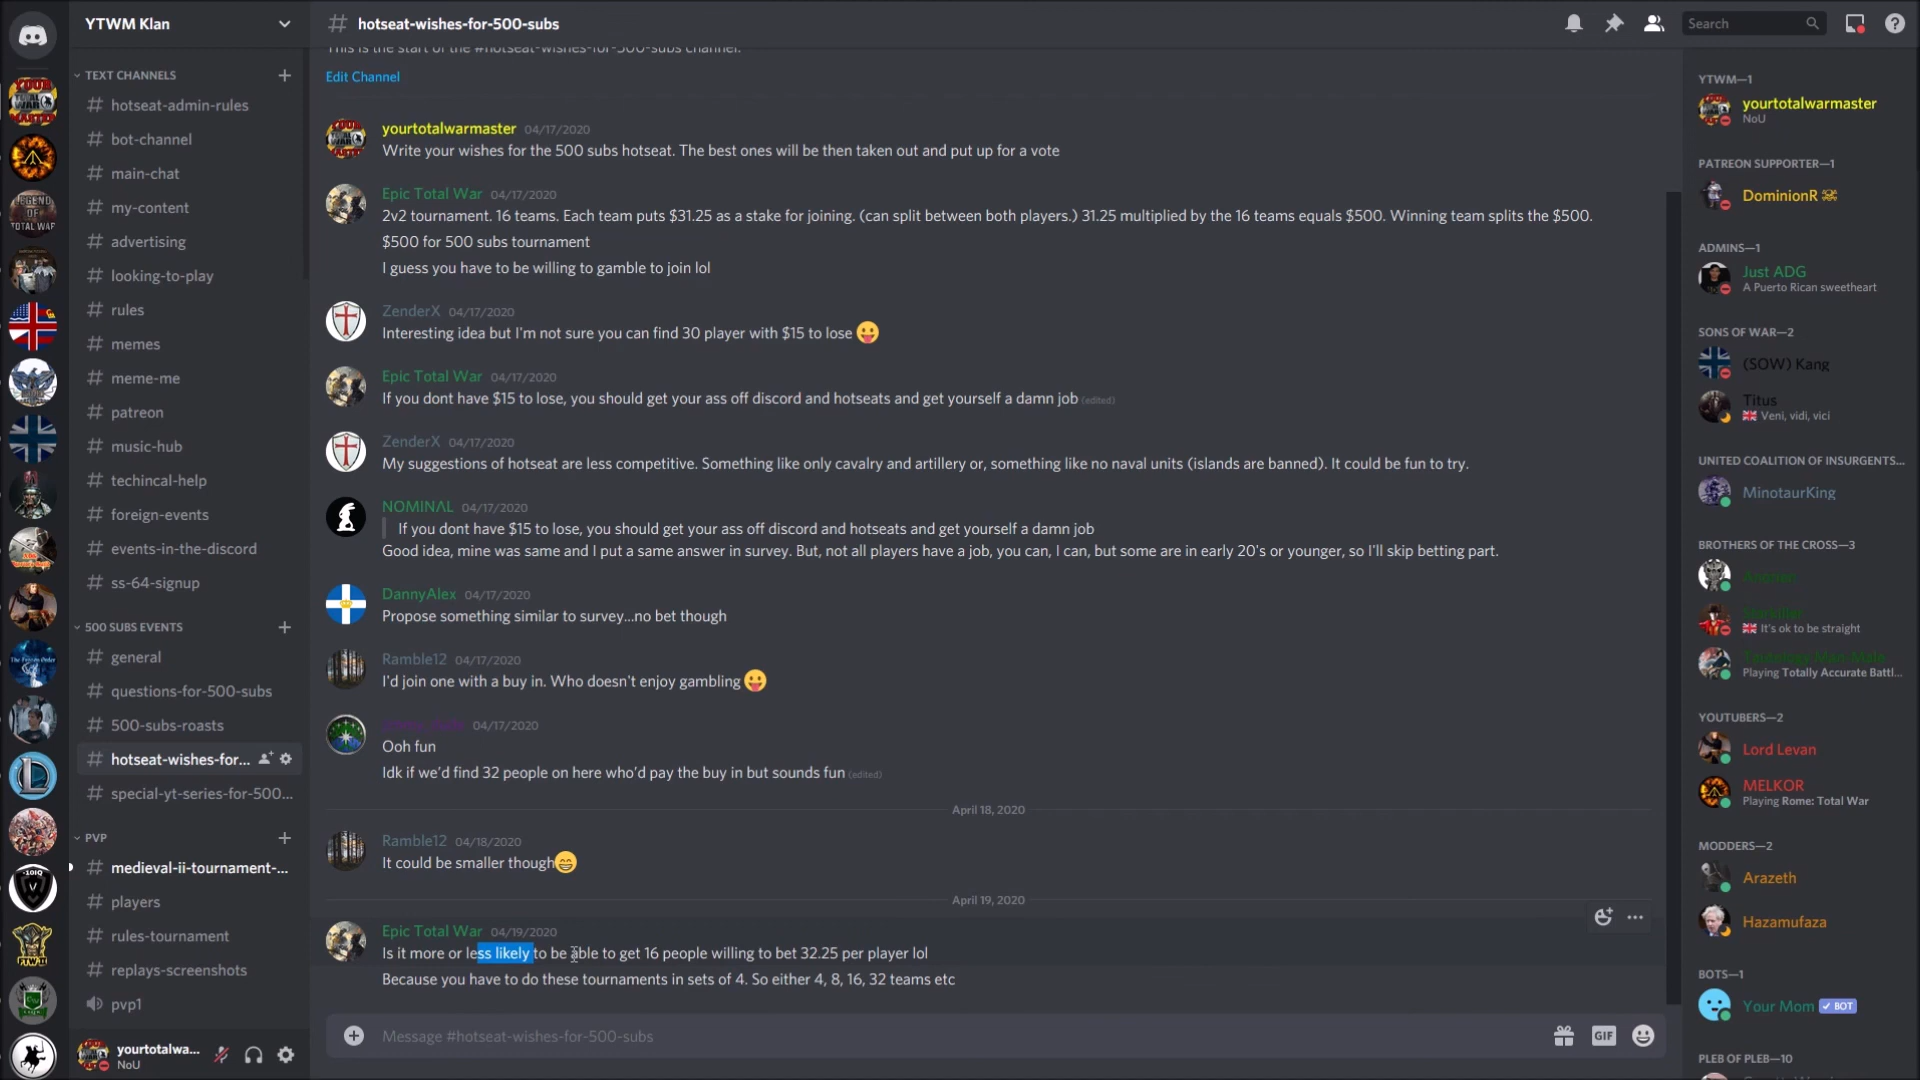 YTWM Klan
TEXT CHANNELS
hotseat-admin-rules
bot-channel
main-chat
my-content
advertising
looking-to-play
rules
memes
meme-me
patreon
music-hub
techincal-help
foreign-events
events-in-the-discord
ss-64-signup
500 SUBS EVENTS
general
questions-for-500-subs
500-subs-roasts
hotseat-wishes-for...
special-yt-series-for-500...
PVP
medieval-ii-tournament-...
players
rules-tournament
replays-screenshots
pvp1
yourtotalwa...
NoU
hotseat-wishes-for-500-subs
Search
This is the start of the #hotseat-wishes-for-500-subs channel.
Edit Channel
yourtotalwarmaster 04/17/2020
Write your wishes for the 500 subs hotseat. The best ones will be then taken out and put up for a vote
Epic Total War 04/17/2020
2v2 tournament. 16 teams. Each team puts $31.25 as a stake for joining. (can split between both players.) 31.25 multiplied by the 16 teams equals $500. Winning team splits the $500.
$500 for 500 subs tournament
I guess you have to be willing to gamble to join lol
ZenderX 04/17/2020
Interesting idea but I'm not sure you can find 30 player with $15 to lose 😛
Epic Total War 04/17/2020
If you dont have $15 to lose, you should get your ass off discord and hotseats and get yourself a damn job (edited)
ZenderX 04/17/2020
My suggestions of hotseat are less competitive. Something like only cavalry and artillery or, something like no naval units (islands are banned). It could be fun to try.
NOMINΛL 04/17/2020
If you dont have $15 to lose, you should get your ass off discord and hotseats and get yourself a damn job
Good idea, mine was same and I put a same answer in survey. But, not all players have a job, you can, I can, but some are in early 20's or younger, so I'll skip betting part.
DannyAlex 04/17/2020
Propose something similar to survey...no bet though
Ramble12 04/17/2020
I'd join one with a buy in. Who doesn't enjoy gambling 😛
04/17/2020
Ooh fun
Idk if we'd find 32 people on here who'd pay the buy in but sounds fun (edited)
April 18, 2020
Ramble12 04/18/2020
It could be smaller though😄
April 19, 2020
Epic Total War 04/19/2020
Is it more or less likely to be able to get 16 people willing to bet 32.25 per player lol
Because you have to do these tournaments in sets of 4. So either 4, 8, 16, 32 teams etc
Message #hotseat-wishes-for-500-subs
GIF
YTWM—1
yourtotalwarmaster
NoU
PATREON SUPPORTER—1
DominionR
ADMINS—1
Just ADG
A Puerto Rican sweetheart
SONS OF WAR—2
(SOW) Kang
Titus
Veni, vidi, vici
UNITED COALITION OF INSURGENTS...
MinotaurKing
BROTHERS OF THE CROSS—3
It's ok to be straight
Playing Totally Accurate Battl...
YOUTUBERS—2
Lord Levan
MELKOR
Playing Rome: Total War
MODDERS—2
Arazeth
Hazamufaza
BOTS—1
Your Mom ✓ BOT
PLEB OF PLEB—10